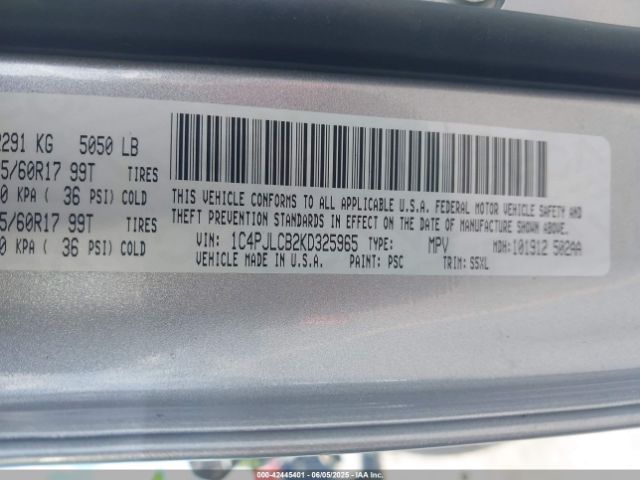 2291 KG 5050 LB
5/60R17 99T TIRES
0 KPA ( 36 PSI) COLD
5/60R17 99T TIRES
0 KPA ( 36 PSI) COLD
THIS VEHICLE CONFORMS TO ALL APPLICABLE U.S.A. FEDERAL MOTOR VEHICLE SAFETY AND
THEFT PREVENTION STANDARDS IN EFFECT ON THE DATE OF MANUFACTURE SHOWN ABOVE.
VIN: 1C4PJLCB2KD325965 TYPE: MPV MDH: 101912 502AA
VEHICLE MADE IN U.S.A. PAINT: PSC TRIM: S5XL
000-42445401 - 06/05/2025 - IAAI.COM